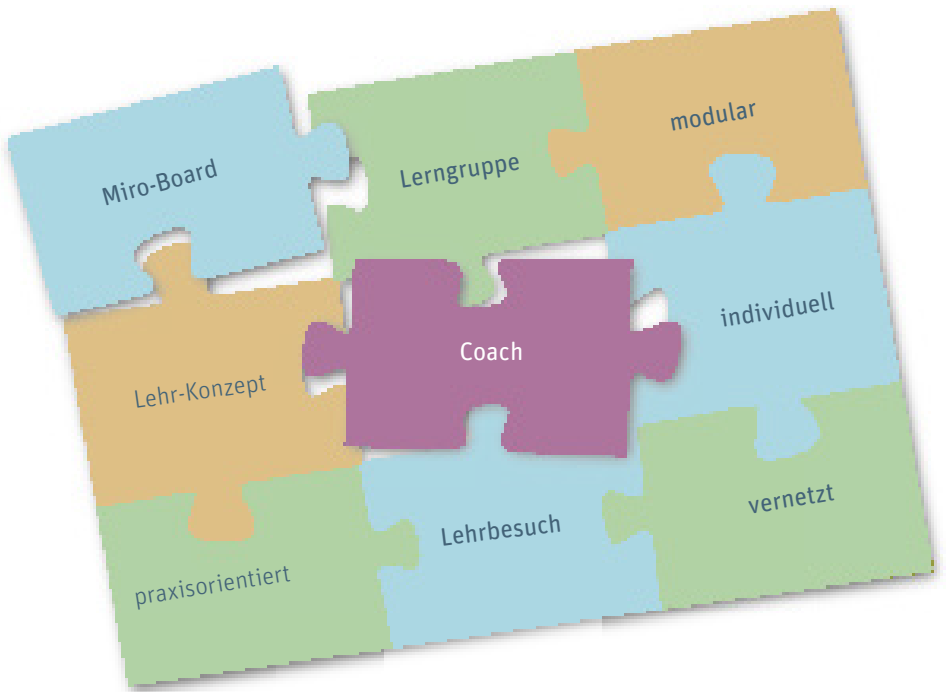 Miro-Board
Lerngruppe
modular
Lehr-Konzept
Coach
individuell
praxisorientiert
Lehrbesuch
vernetzt